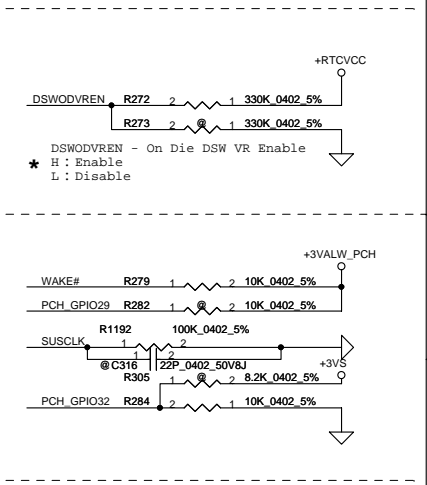 +RTCVCC
DSWODVREN R272 2 1 330K_0402_5%
R273 2 @ 1 330K_0402_5%
DSWODVREN - On Die DSW VR Enable
* H : Enable
L : Disable
+3VALW_PCH
WAKE# R279 1 2 10K_0402_5%
PCH_GPIO29 R282 1 @ 2 10K_0402_5%
R1192 100K_0402_5%
SUSCLK 1 2
1 2
@C316 22P_0402_50V8J +3VS
R305 1 @ 2 8.2K_0402_5%
PCH_GPIO32 R284 2 1 10K_0402_5%